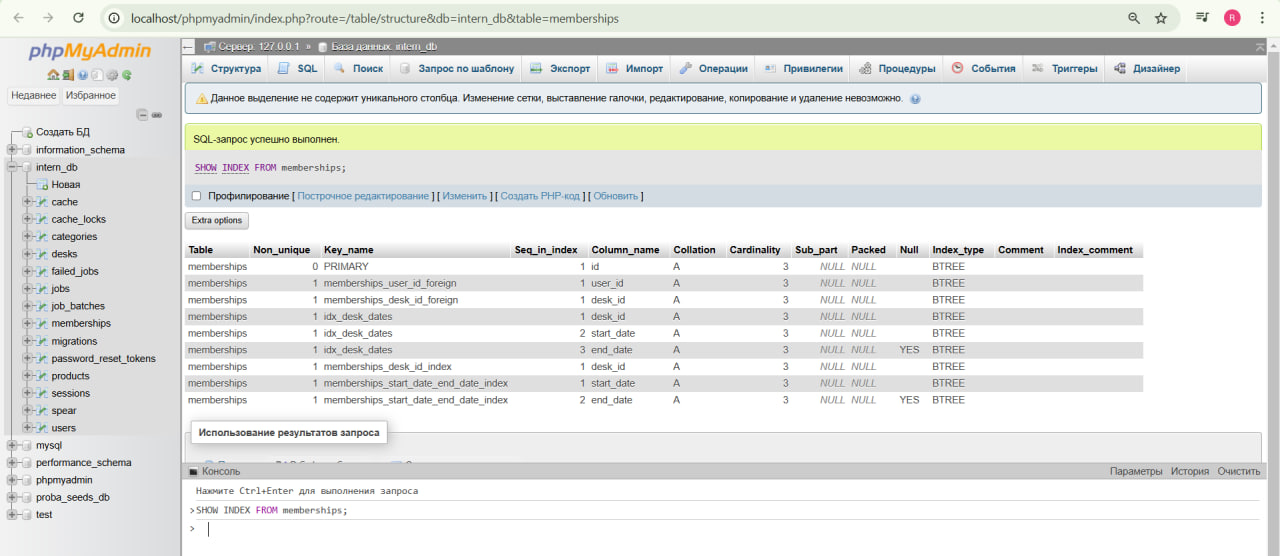 localhost/phpmyadmin/index.php?route=/table/structure&db=intern_db&table=memberships
R
phpMyAdmin
Недавнее Избранное
Создать БД
information_schema
intern_db
Новая
cache
cache_locks
categories
desks
failed_jobs
jobs
job_batches
memberships
migrations
password_reset_tokens
products
sessions
spear
users
mysql
performance_schema
phpmyadmin
proba_seeds_db
test
Сервер: 127.0.0.1 » База данных: intern_db
Структура SQL Поиск Запрос по шаблону Экспорт Импорт Операции Привилегии Процедуры События Триггеры Дизайнер
Данное выделение не содержит уникального столбца. Изменение сетки, выставление галочки, редактирование, копирование и удаление невозможно.
SQL-запрос успешно выполнен.
SHOW INDEX FROM memberships;
Профилирование [ Построчное редактирование ] [ Изменить ] [ Создать PHP-код ] [ Обновить ]
Extra options
Table Non_unique Key_name Seq_in_index Column_name Collation Cardinality Sub_part Packed Null Index_type Comment Index_comment
memberships 0 PRIMARY 1 id A 3 NULL NULL BTREE
memberships 1 memberships_user_id_foreign 1 user_id A 3 NULL NULL BTREE
memberships 1 memberships_desk_id_foreign 1 desk_id A 3 NULL NULL BTREE
memberships 1 idx_desk_dates 1 desk_id A 3 NULL NULL BTREE
memberships 1 idx_desk_dates 2 start_date A 3 NULL NULL BTREE
memberships 1 idx_desk_dates 3 end_date A 3 NULL NULL YES BTREE
memberships 1 memberships_desk_id_index 1 desk_id A 3 NULL NULL BTREE
memberships 1 memberships_start_date_end_date_index 1 start_date A 3 NULL NULL BTREE
memberships 1 memberships_start_date_end_date_index 2 end_date A 3 NULL NULL YES BTREE
Использование результатов запроса
Консоль Параметры История Очистить
Нажмите Ctrl+Enter для выполнения запроса
>SHOW INDEX FROM memberships;
>